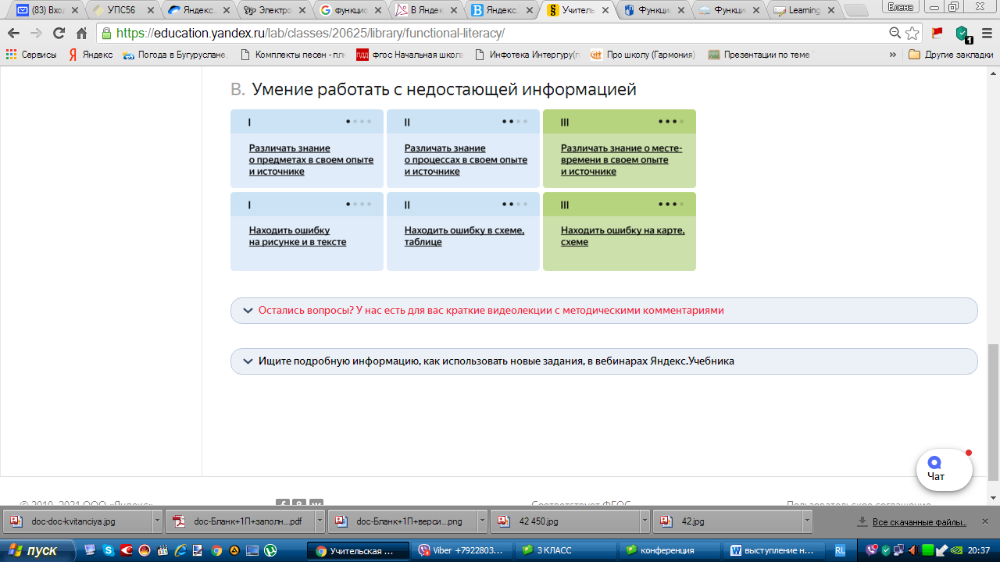 (83) Вход
УПС56
Яндекс.
Электро
функци
В Яндек
Яндекс.
Учитель
Функци
Функци
Learning
Елена
https://education.yandex.ru/lab/classes/20625/library/functional-literacy/
1
Сервисы
Яндекс
Погода в Бугуруслане
Комплекты песен - пл
фгос Начальная школа
Инфотека Интергуру(г
Про школу (Гармония)
Презентации по теме
»
Другие закладки
В. Умение работать с недостающей информацией
I
II
III
Различать знание
о предметах в своем опыте
и источнике
Различать знание
о процессах в своем опыте
и источнике
Различать знание о месте-
времени в своем опыте
и источнике
I
II
III
Находить ошибку
на рисунке и в тексте
Находить ошибку в схеме,
таблице
Находить ошибку на карте,
схеме
Остались вопросы? У нас есть для вас краткие видеолекции с методическими комментариями
Ищите подробную информацию, как использовать новые задания, в вебинарах Яндекс.Учебника
Чат
© 2010–2021 ООО «Яндекс»
Соответствует ФГОС
Пользовательское соглашение
doc-doc-kvitanciya.jpg
doc-Бланк+1П+заполн....pdf
doc-Бланк+1П+верси....png
42 450.jpg
42.jpg
Все скачанные файлы...
пуск
Учительская ...
Viber +7922803...
3 КЛАСС
конференция
выступление н...
RU
20:37